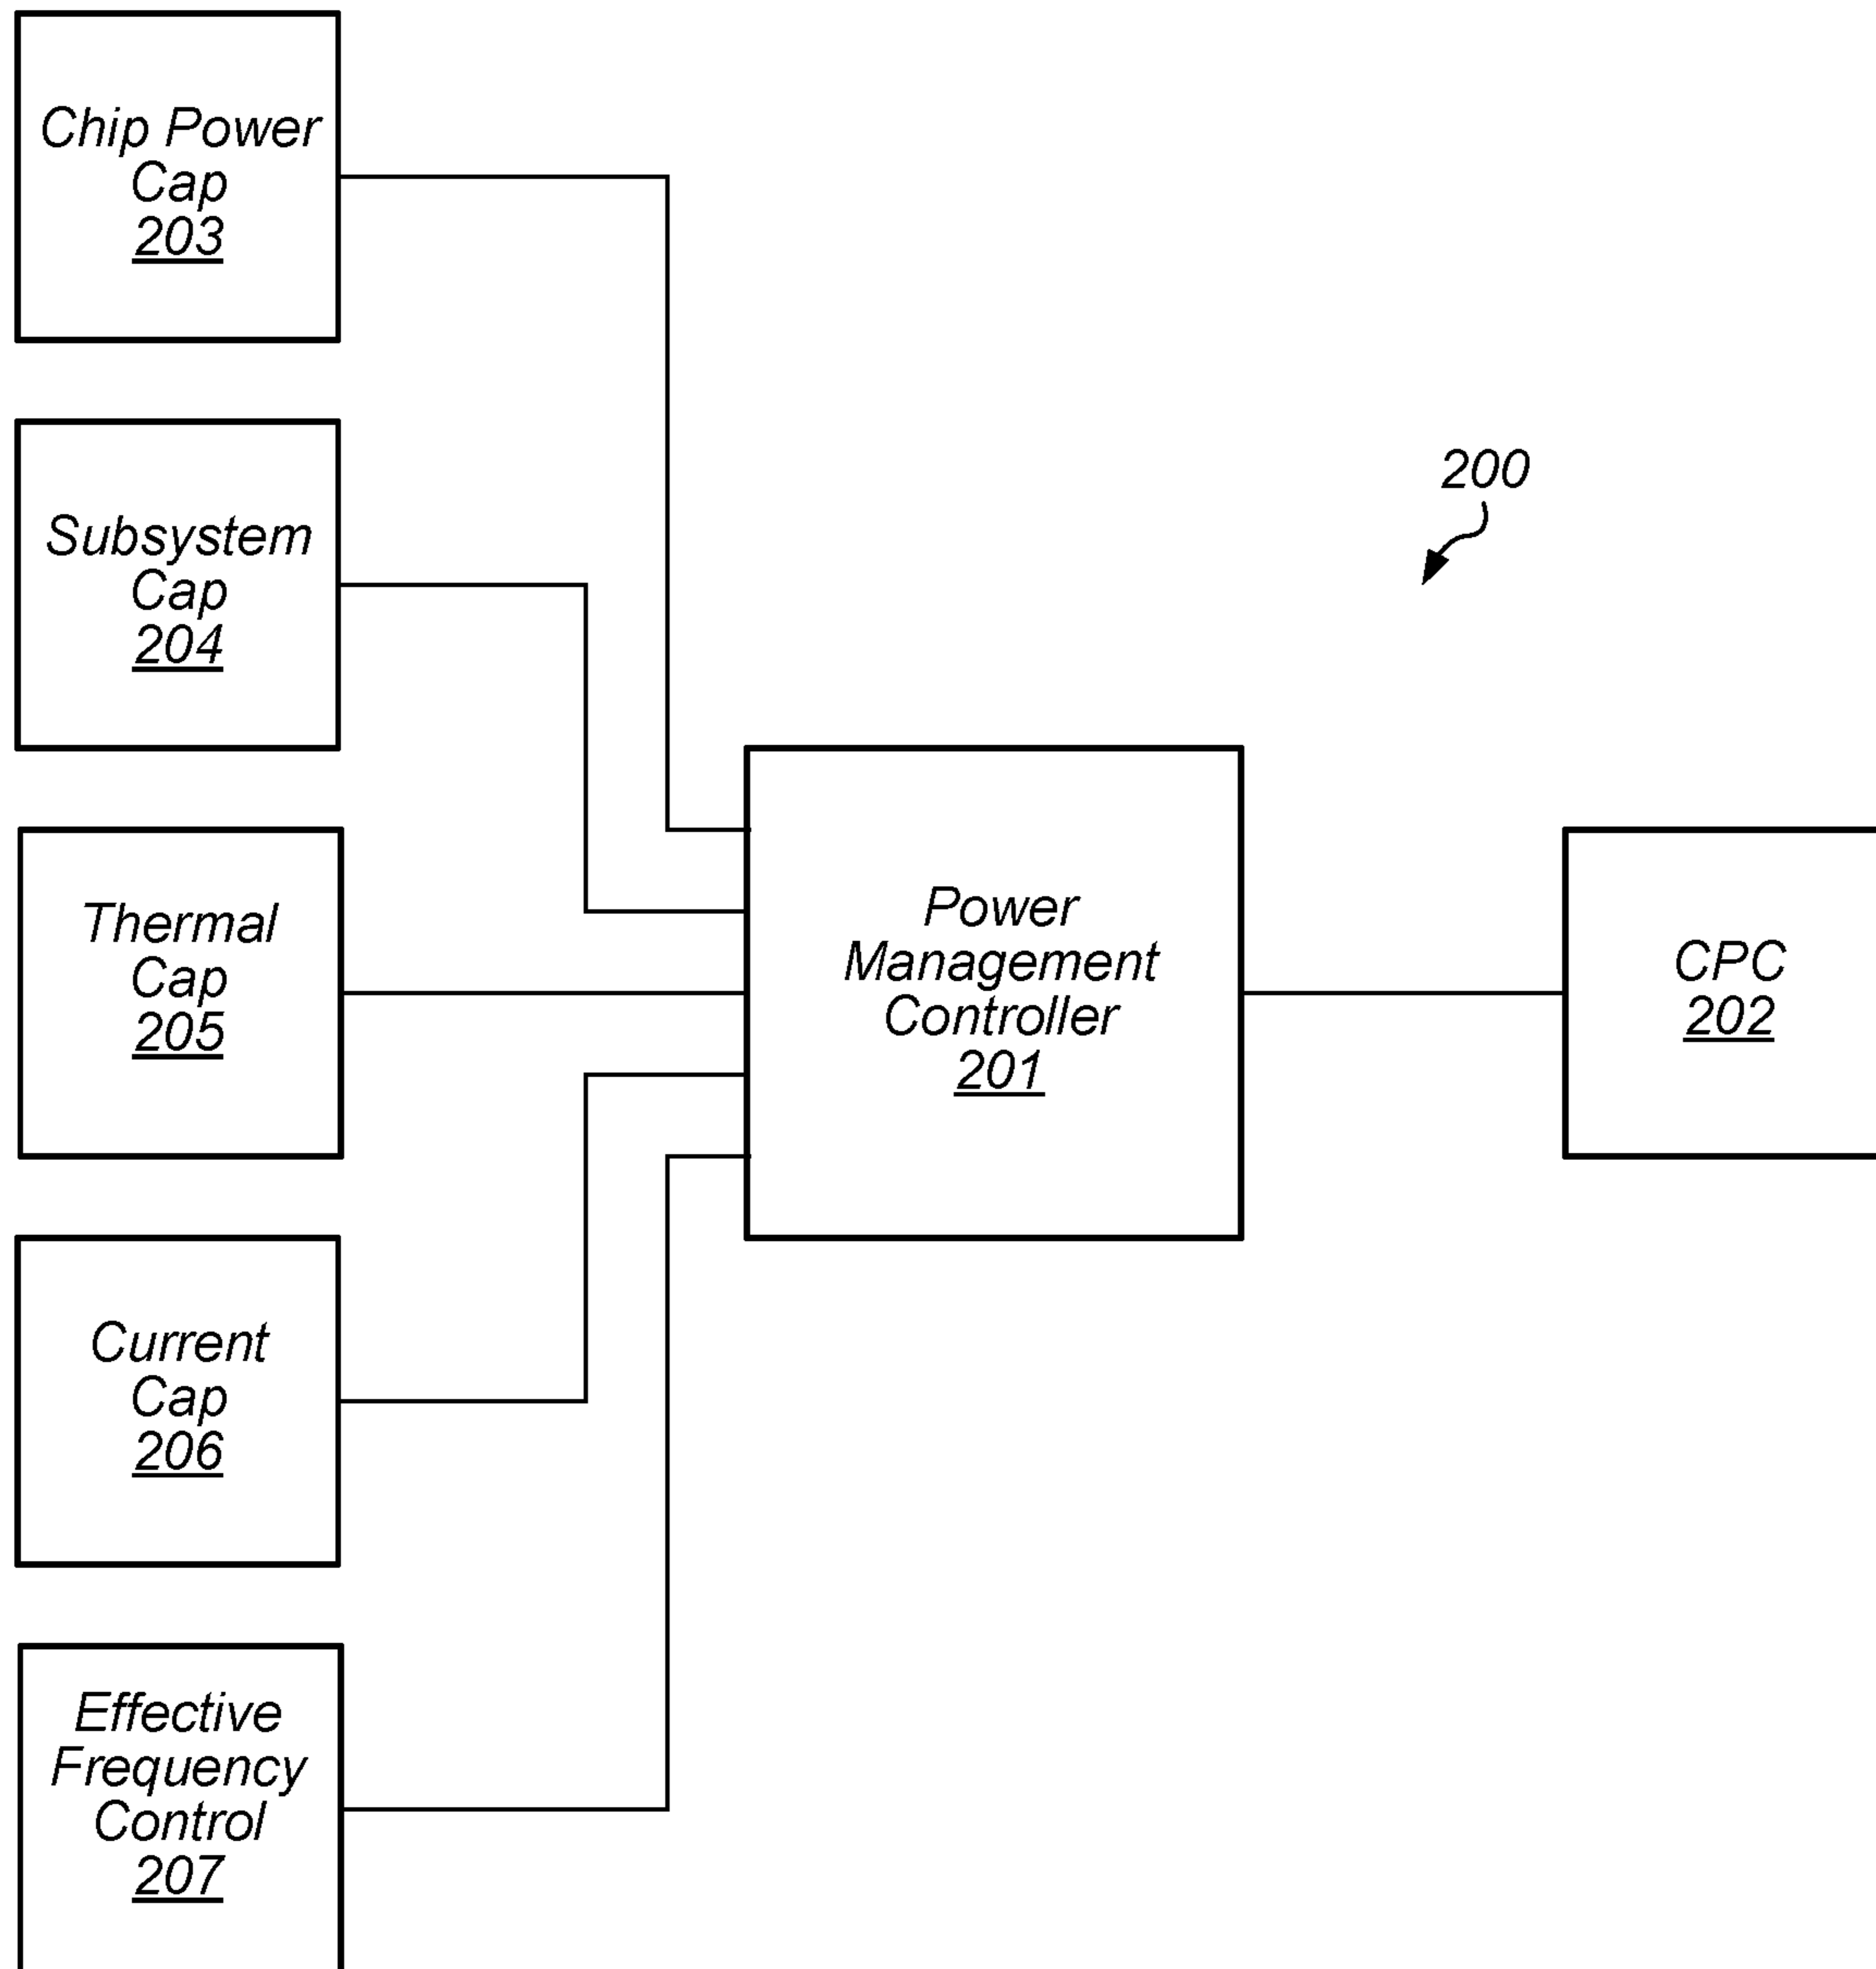 Chip Power
Cap
203
Subsystem
Cap
204
200
Thermal
Cap
205
Power
Management
Controller
201
CPC
202
Current
Cap
206
Effective
Frequency
Control
207